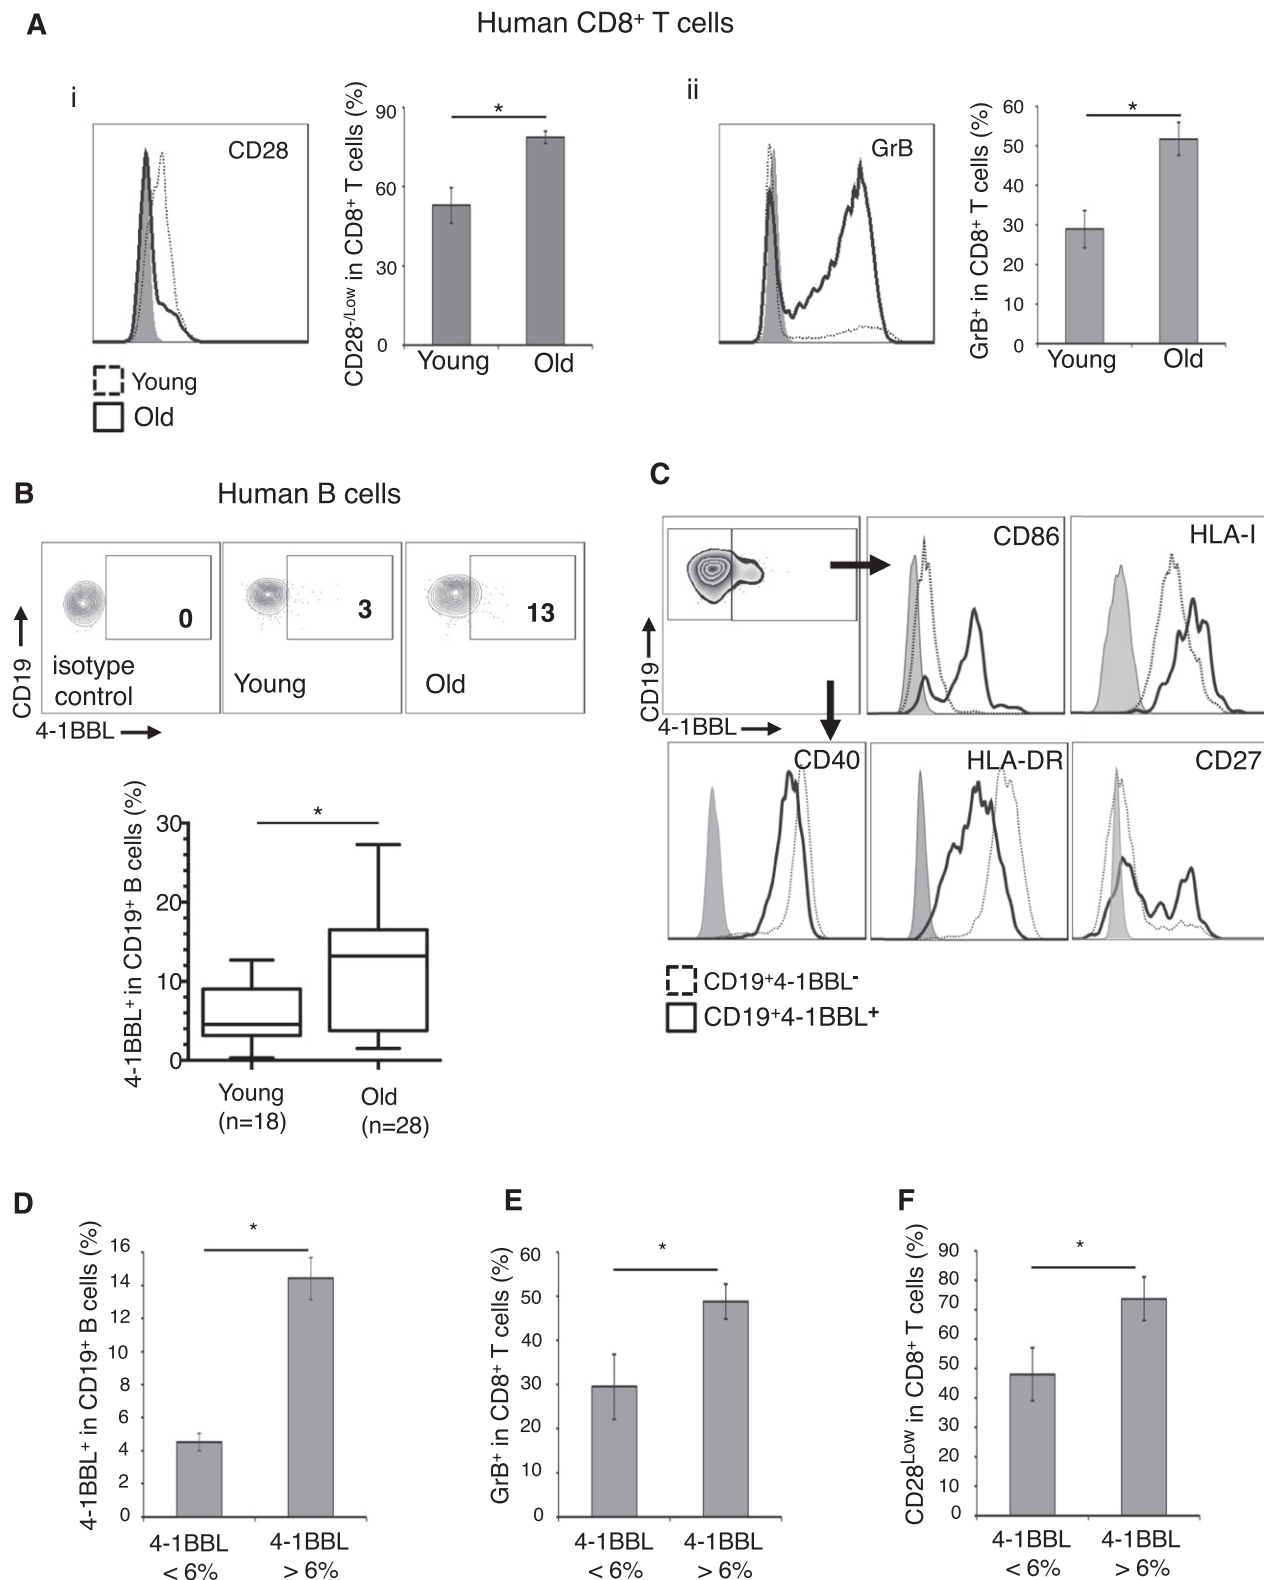 A
Human CD8+ T cells
i
CD28
CD28-/Low in CD8+ T cells (%)
90
60
30
0
Young
Old
*
Young
Old
ii
GrB
GrB+ in CD8+ T cells (%)
60
50
40
30
20
10
0
Young
Old
*
B
Human B cells
CD19
0
isotype
control
3
Young
13
Old
4-1BBL
4-1BBL+ in CD19+ B cells (%)
30
20
10
0
*
Young
(n=18)
Old
(n=28)
C
CD19
4-1BBL
CD86
HLA-I
CD40
HLA-DR
CD27
CD19+4-1BBL-
CD19+4-1BBL+
D
4-1BBL+ in CD19+ B cells (%)
16
14
12
10
8
6
4
2
0
*
4-1BBL
< 6%
4-1BBL
> 6%
E
GrB+ in CD8+ T cells (%)
60
50
40
30
20
10
0
*
4-1BBL
< 6%
4-1BBL
> 6%
F
CD28Low in CD8+ T cells (%)
90
80
70
60
50
40
30
20
10
0
*
4-1BBL
< 6%
4-1BBL
> 6%